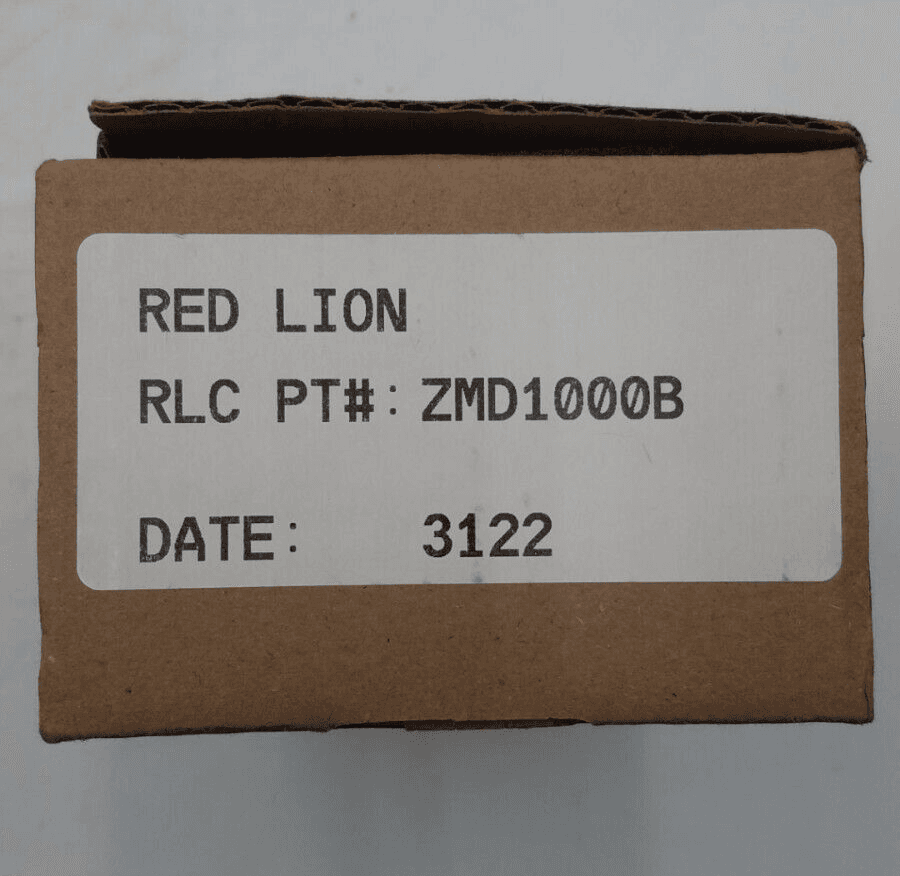 RED LION
RLC PT#: ZMD1000B
DATE: 3122